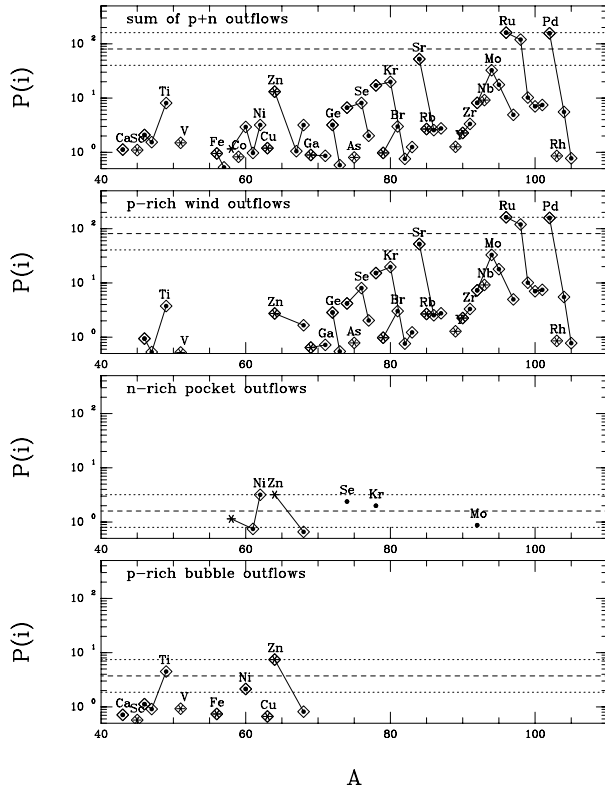 sum of p+n outflows
Ru Pd
Sr
Mo
Kr
Ti Zn Se Nb
Ni Ge Br Rb Zr
Ca Sc V Fe Co Cu Ga As Y Rh
P(i)
10² 10¹ 10⁰
40 60 80 100
p-rich wind outflows
Ru Pd
Sr
Mo
Kr
Ti Zn Ge Se Br Rb Zr Nb
V Ga As Y Rh
P(i)
10² 10¹ 10⁰
40 60 80 100
n-rich pocket outflows
Ni Zn Se Kr Mo
P(i)
10² 10¹ 10⁰
40 60 80 100
p-rich bubble outflows
Ti Zn
Ca Sc V Fe Ni Cu
P(i)
10² 10¹ 10⁰
40 60 80 100
A